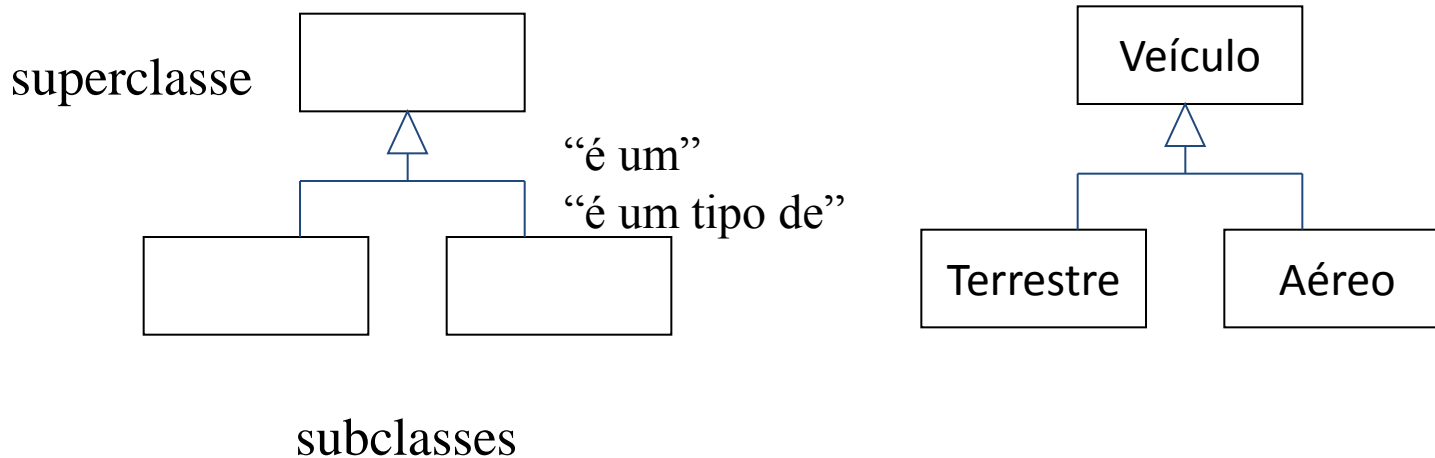 superclasse
“é um”
“é um tipo de”
subclasses
Veículo
Terrestre
Aéreo